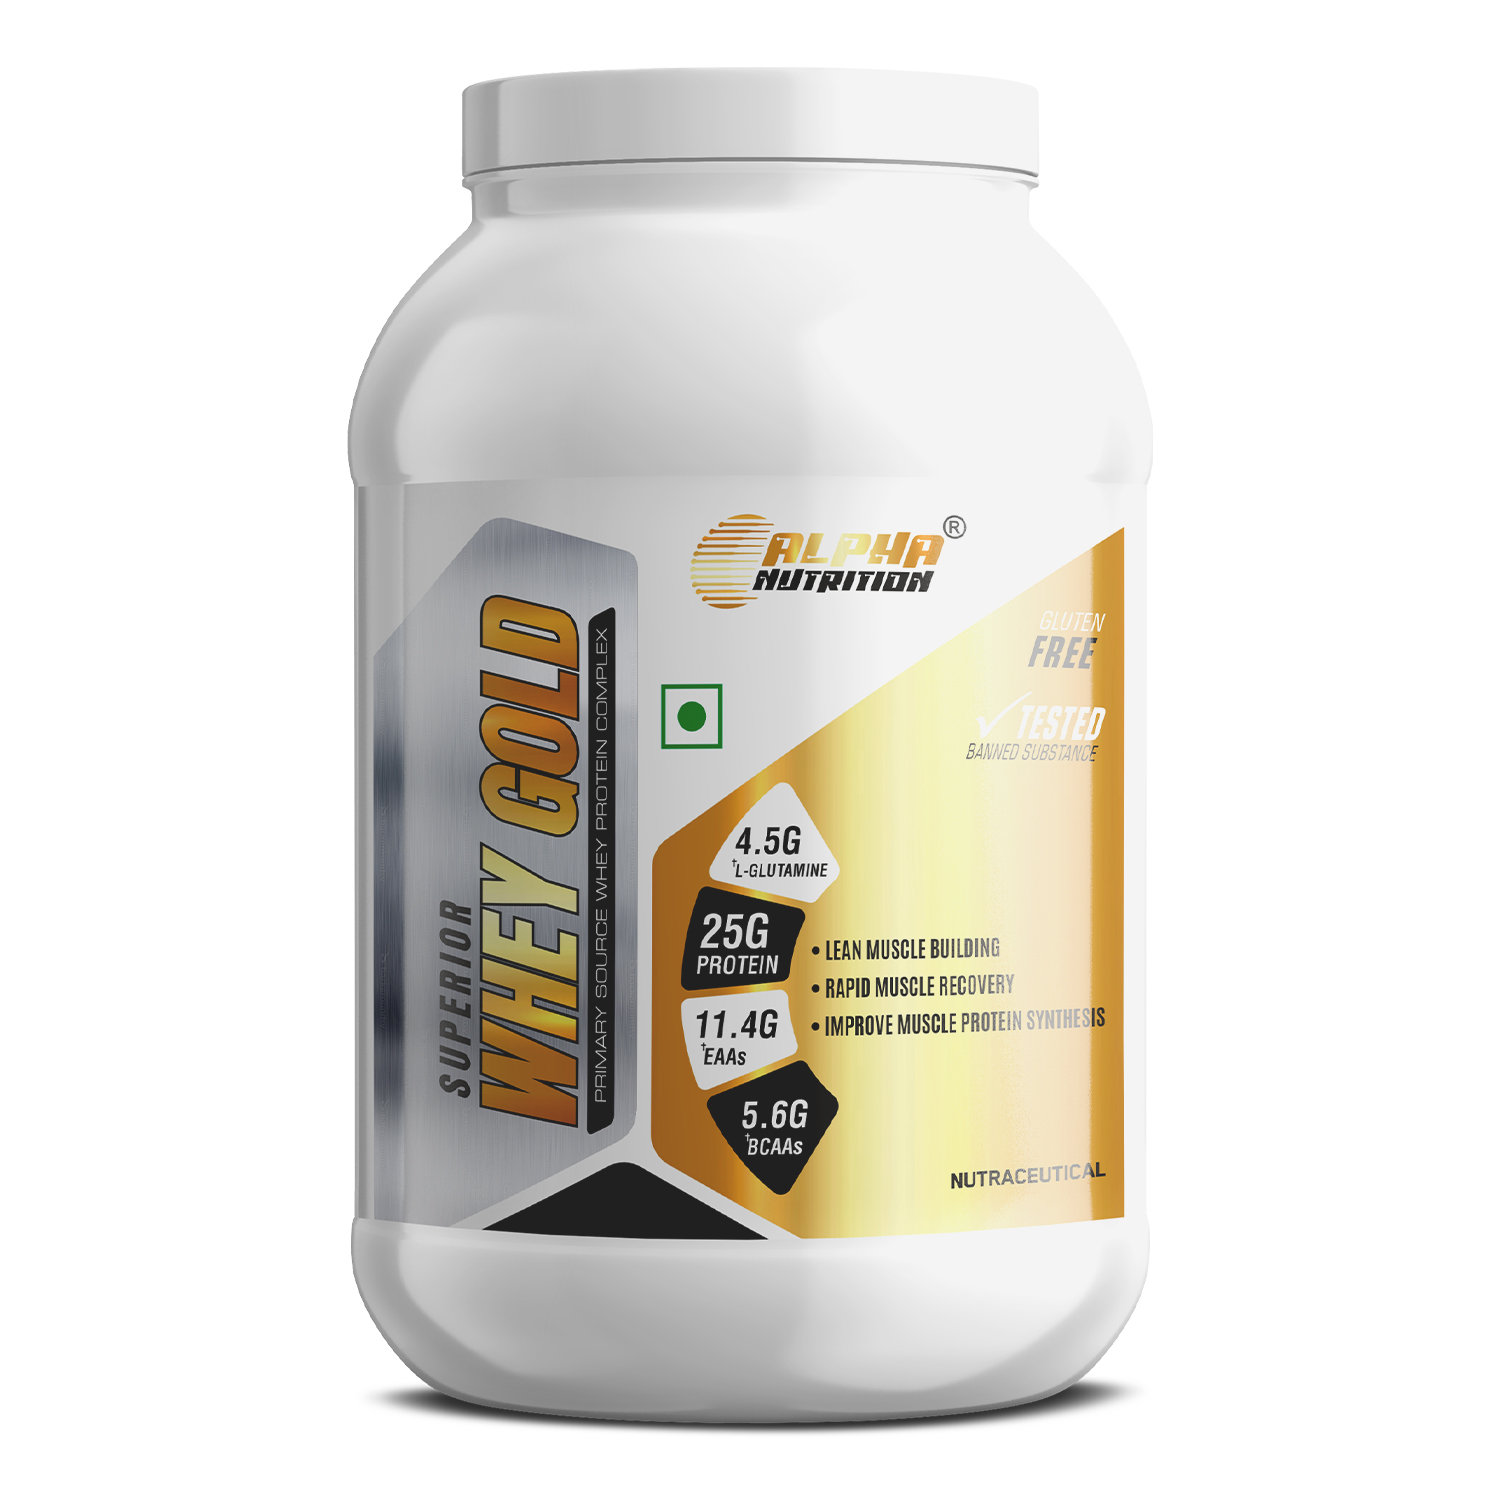 ALPHA ®
NUTRITION
SUPERIOR
WHEY GOLD
PRIMARY SOURCE WHEY PROTEIN COMPLEX
GLUTEN
FREE
TESTED
BANNED SUBSTANCE
4.5G
†L-GLUTAMINE
25G
PROTEIN
11.4G
†EAAs
5.6G
†BCAAs
• LEAN MUSCLE BUILDING
• RAPID MUSCLE RECOVERY
• IMPROVE MUSCLE PROTEIN SYNTHESIS
NUTRACEUTICAL